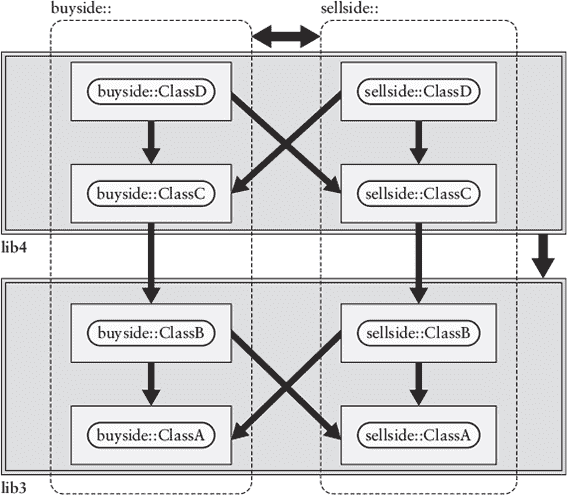 buyside:: sellside::
buyside::ClassD sellside::ClassD
buyside::ClassC sellside::ClassC
lib4
buyside::ClassB sellside::ClassB
buyside::ClassA sellside::ClassA
lib3